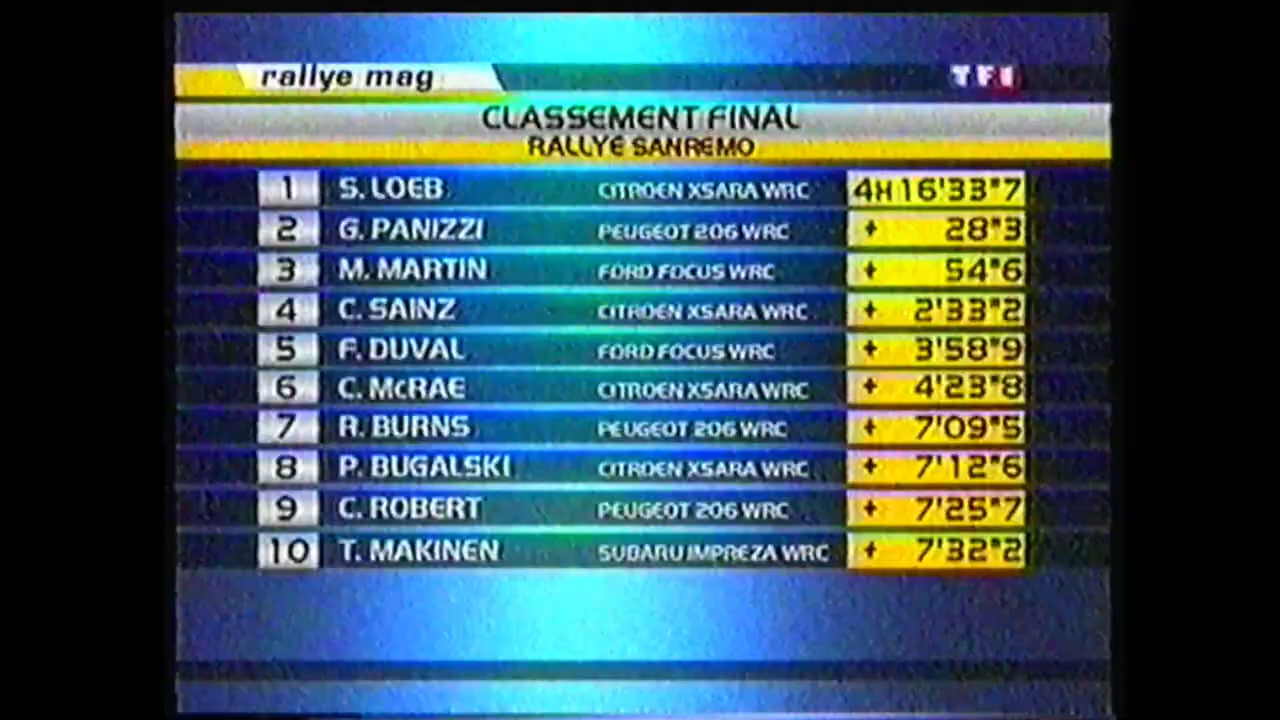 rallye mag TF1
CLASSEMENT FINAL
RALLYE SANREMO
1 S. LOEB CITROEN XSARA WRC 4H16'33"7
2 G. PANIZZI PEUGEOT 206 WRC + 28"3
3 M. MARTIN FORD FOCUS WRC + 54"6
4 C. SAINZ CITROEN XSARA WRC + 2'33"2
5 F. DUVAL FORD FOCUS WRC + 3'58"9
6 C. McRAE CITROEN XSARA WRC + 4'23"8
7 R. BURNS PEUGEOT 206 WRC + 7'09"5
8 P. BUGALSKI CITROEN XSARA WRC + 7'12"6
9 C. ROBERT PEUGEOT 206 WRC + 7'25"7
10 T. MAKINEN SUBARU IMPREZA WRC + 7'32"2